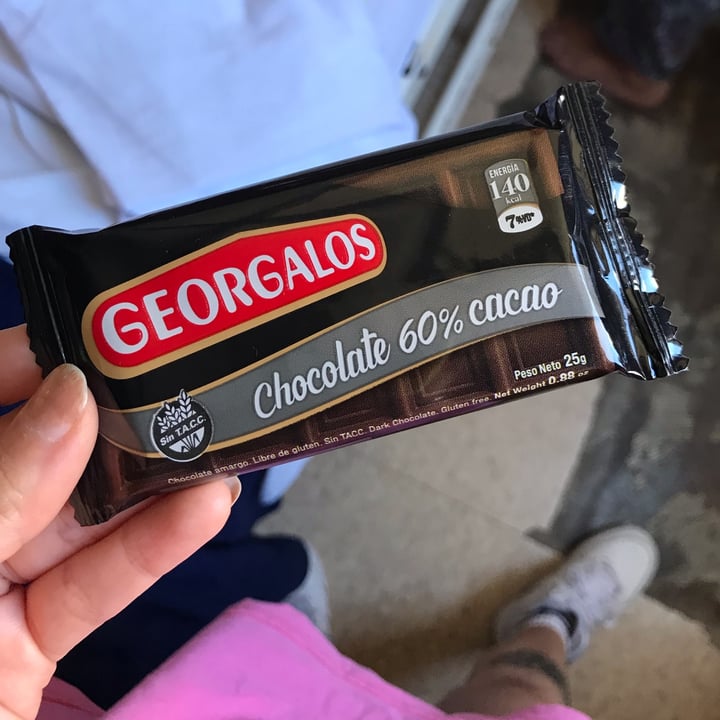 ENERGIA
140
kcal
7%VD*
GEORGALOS
Chocolate 60% cacao
Sin T.A.C.C.
Peso Neto 25g
Net Weight 0.88 oz
Chocolate amargo. Libre de gluten. Sin TACC. Dark Chocolate. Gluten free.